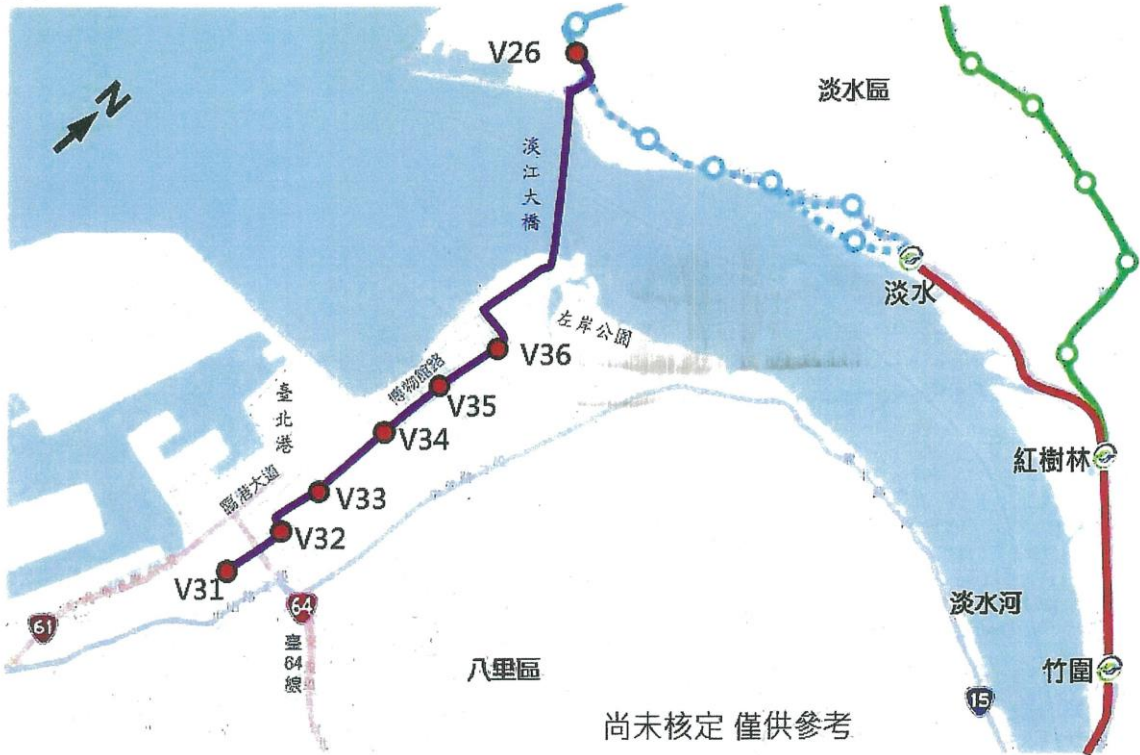 V26
淡水區
N
淡江大橋
淡水
左岸公園
V36
博物館路
V35
臺北港
V34
紅樹林
V33
臨港大道
V32
V31
64
淡水河
61
臺64線
八里區
竹圍
15
尚未核定 僅供參考